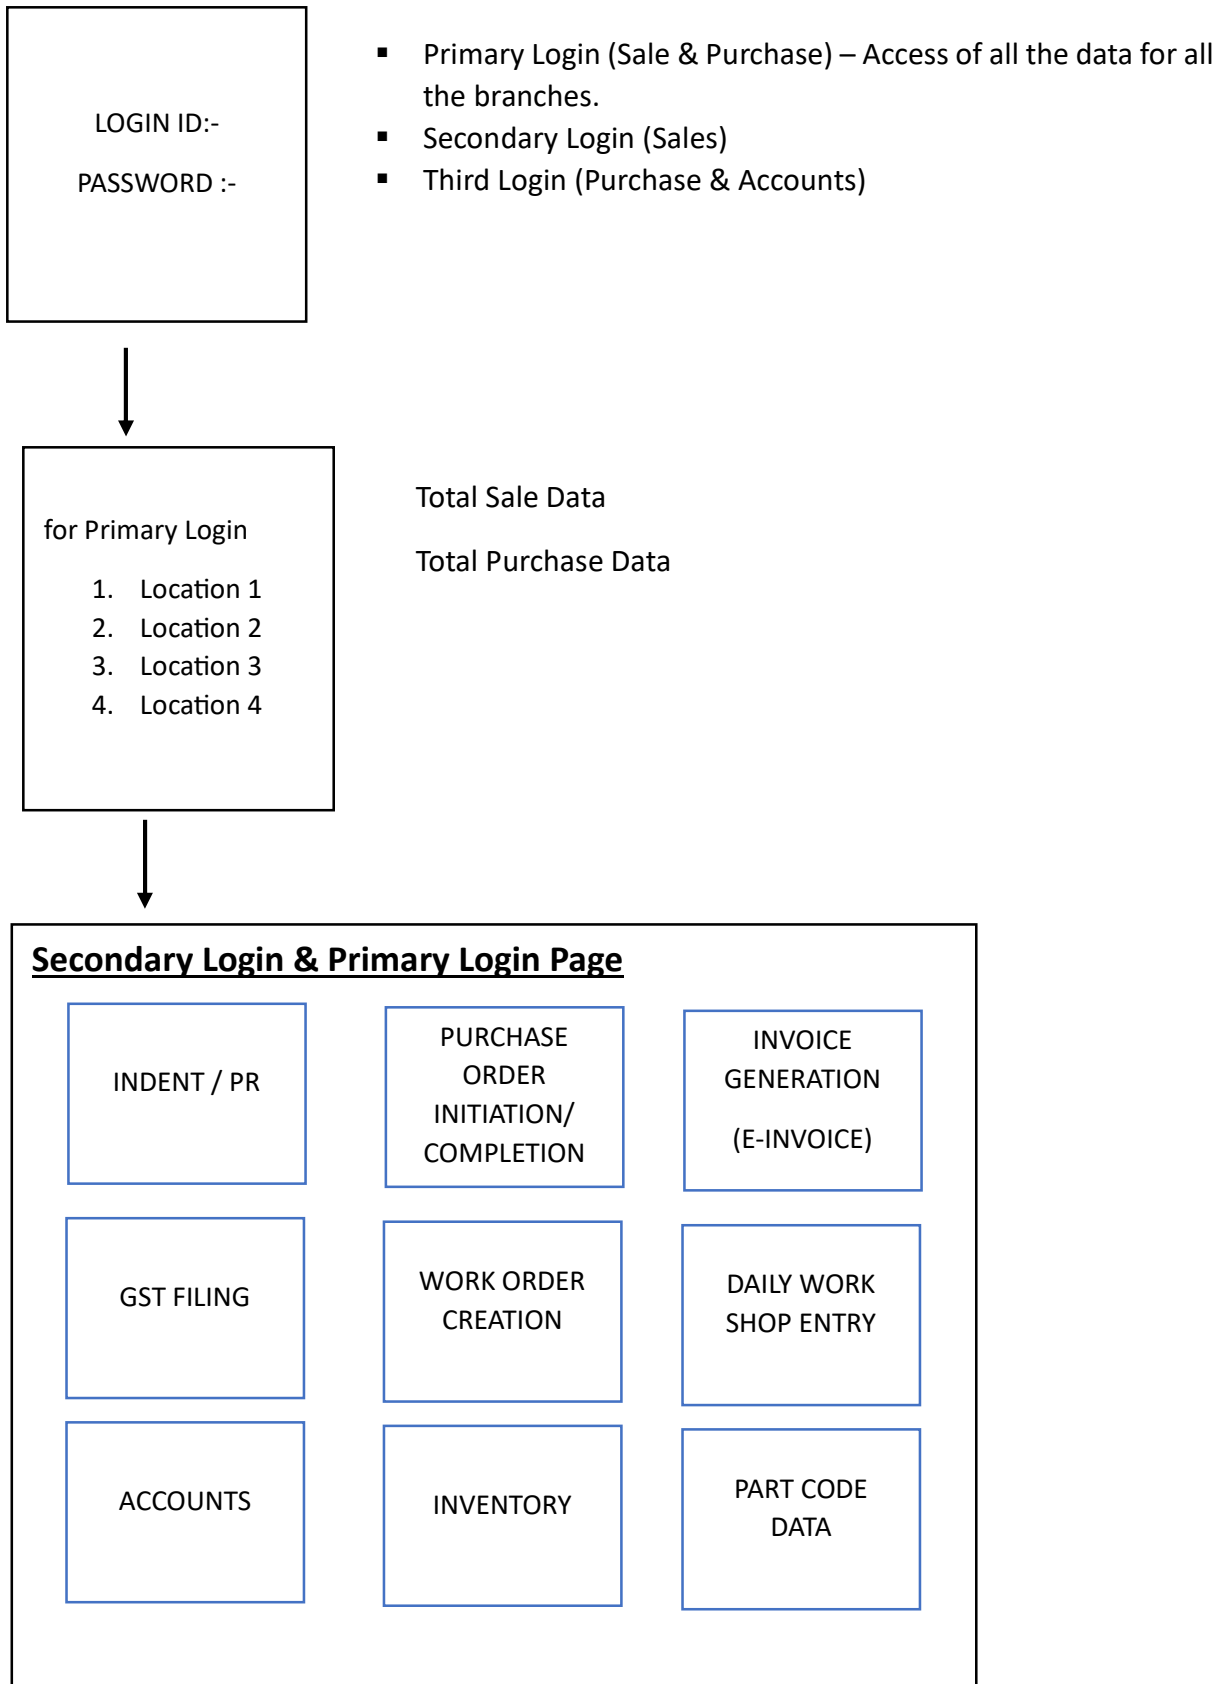 LOGIN ID:-
PASSWORD :-
▪ Primary Login (Sale & Purchase) – Access of all the data for all
the branches.
▪ Secondary Login (Sales)
▪ Third Login (Purchase & Accounts)
for Primary Login
1. Location 1
2. Location 2
3. Location 3
4. Location 4
Total Sale Data
Total Purchase Data
Secondary Login & Primary Login Page
INDENT / PR
PURCHASE
ORDER
INITIATION/
COMPLETION
INVOICE
GENERATION
(E-INVOICE)
GST FILING
WORK ORDER
CREATION
DAILY WORK
SHOP ENTRY
ACCOUNTS
INVENTORY
PART CODE
DATA